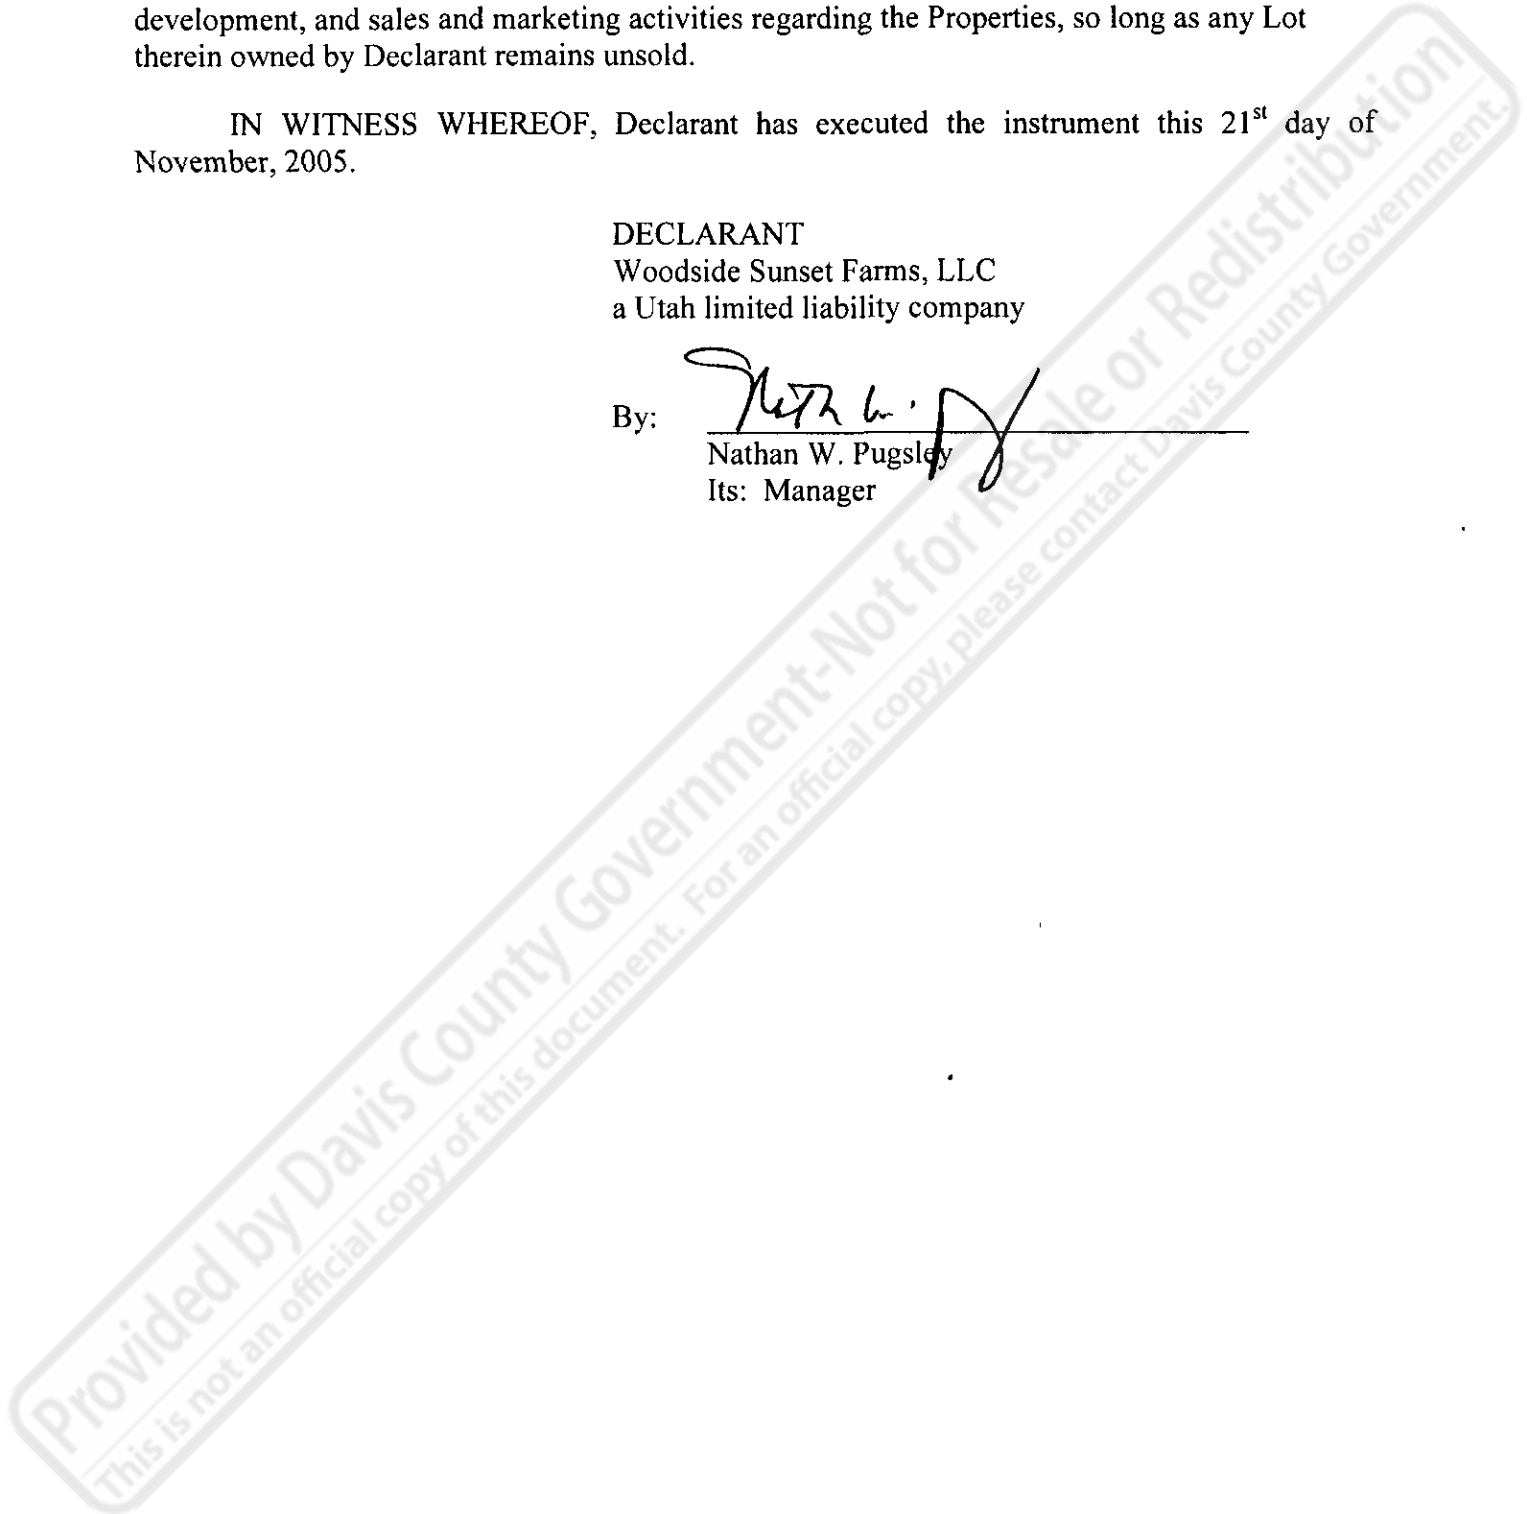 development, and sales and marketing activities regarding the Properties, so long as any Lot
therein owned by Declarant remains unsold.
IN WITNESS WHEREOF, Declarant has executed the instrument this 21st day of
November, 2005.
DECLARANT
Woodside Sunset Farms, LLC
a Utah limited liability company
By:
Nathan W. Pugsley
Its: Manager
Provided by Davis County Government-Not for Resale or Redistribution
This is not an official copy of this document. For an official copy, please contact Davis County Government.